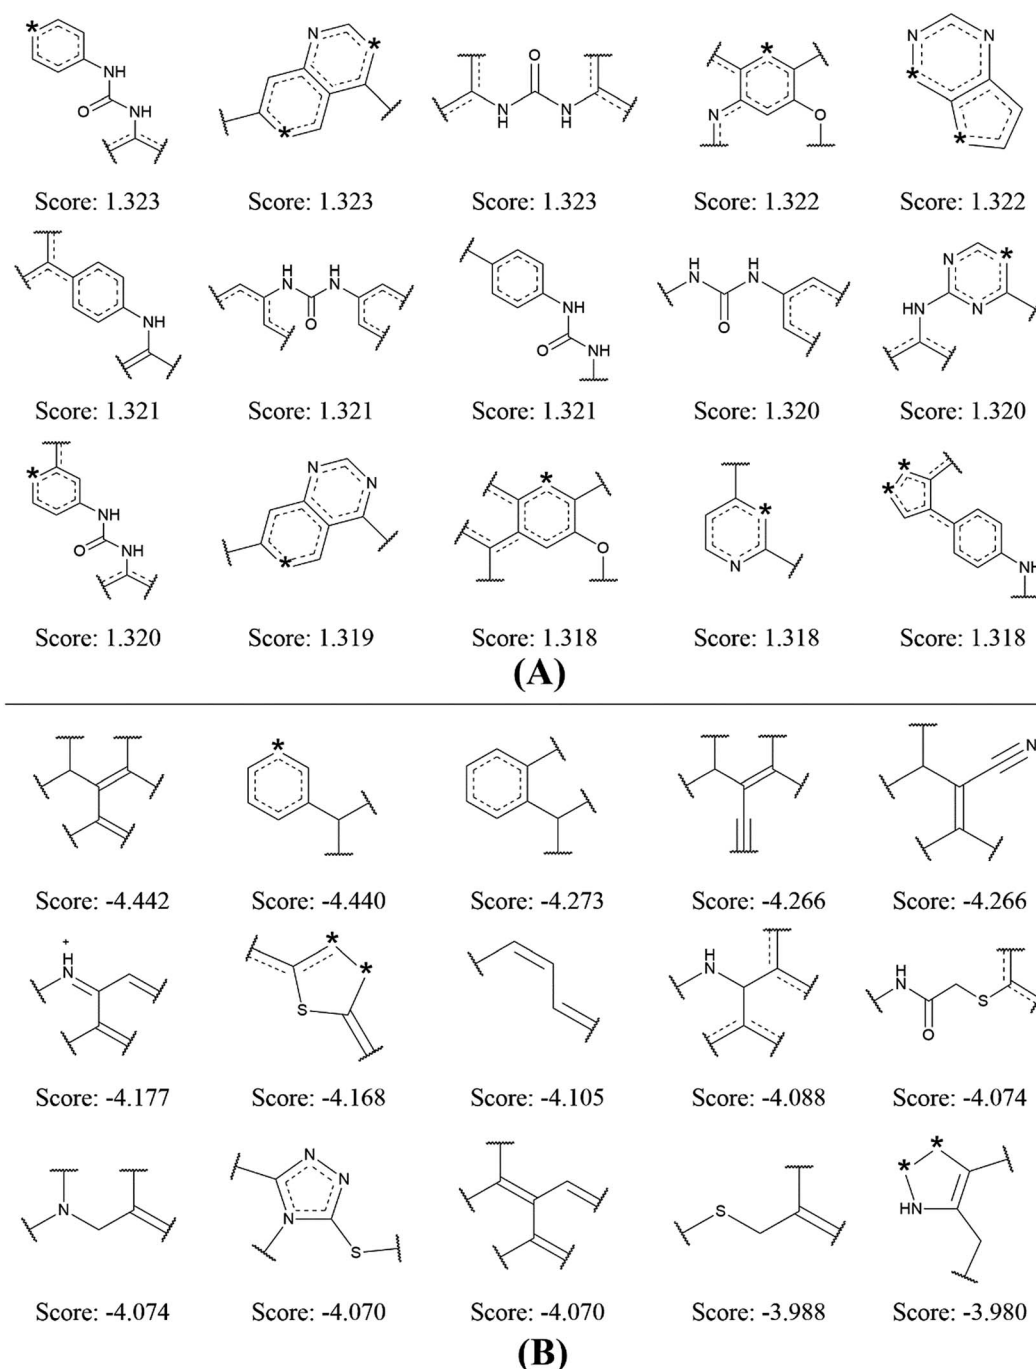 * NH O N H
N * *
O N H N H
* N O
N N * *
Score: 1.323 Score: 1.323 Score: 1.323 Score: 1.322 Score: 1.322
NH
H N H N O
NH O NH
H N H N O
N * N HN
Score: 1.321 Score: 1.321 Score: 1.321 Score: 1.320 Score: 1.320
* NH O NH
N N *
* O
* N
* * NH
Score: 1.320 Score: 1.319 Score: 1.318 Score: 1.318 Score: 1.318
(A)
* N
Score: -4.442 Score: -4.440 Score: -4.273 Score: -4.266 Score: -4.266
+ H N
* * S
H N
H N O S
Score: -4.177 Score: -4.168 Score: -4.105 Score: -4.088 Score: -4.074
N
N N N S
S
* * HN
Score: -4.074 Score: -4.070 Score: -4.070 Score: -3.988 Score: -3.980
(B)